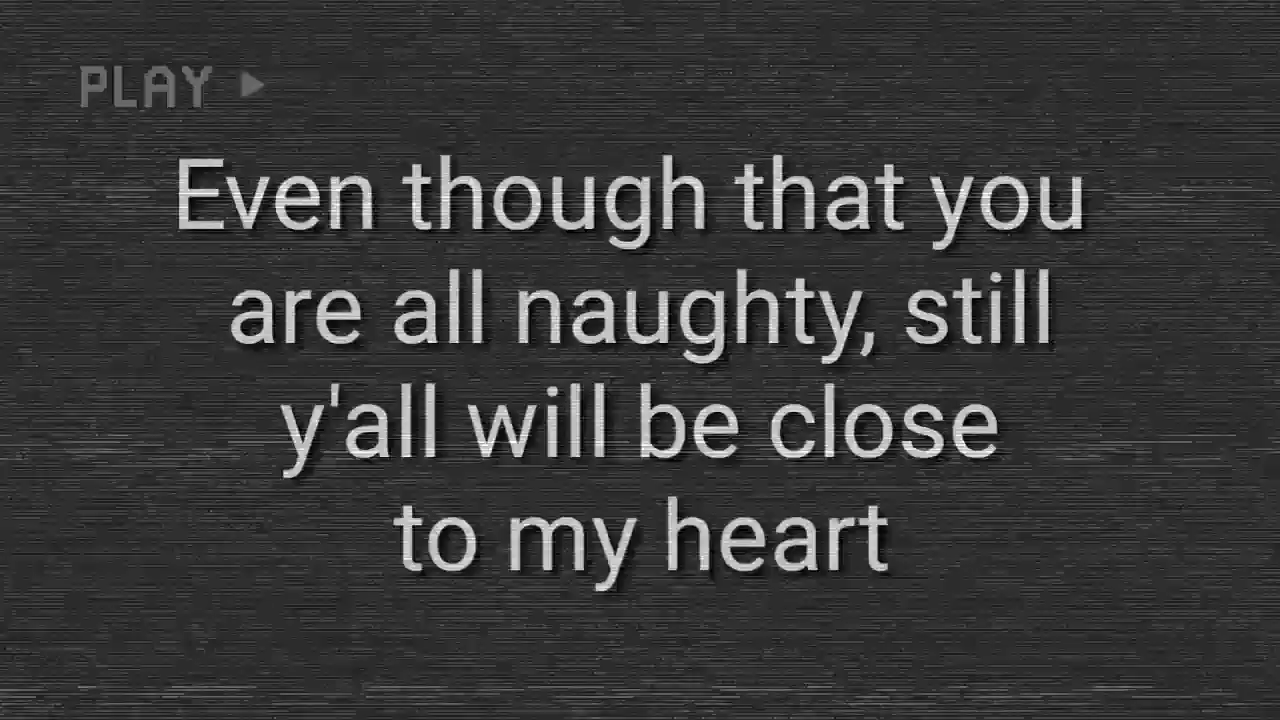 PLAY
Even though that you
are all naughty, still
y'all will be close
to my heart